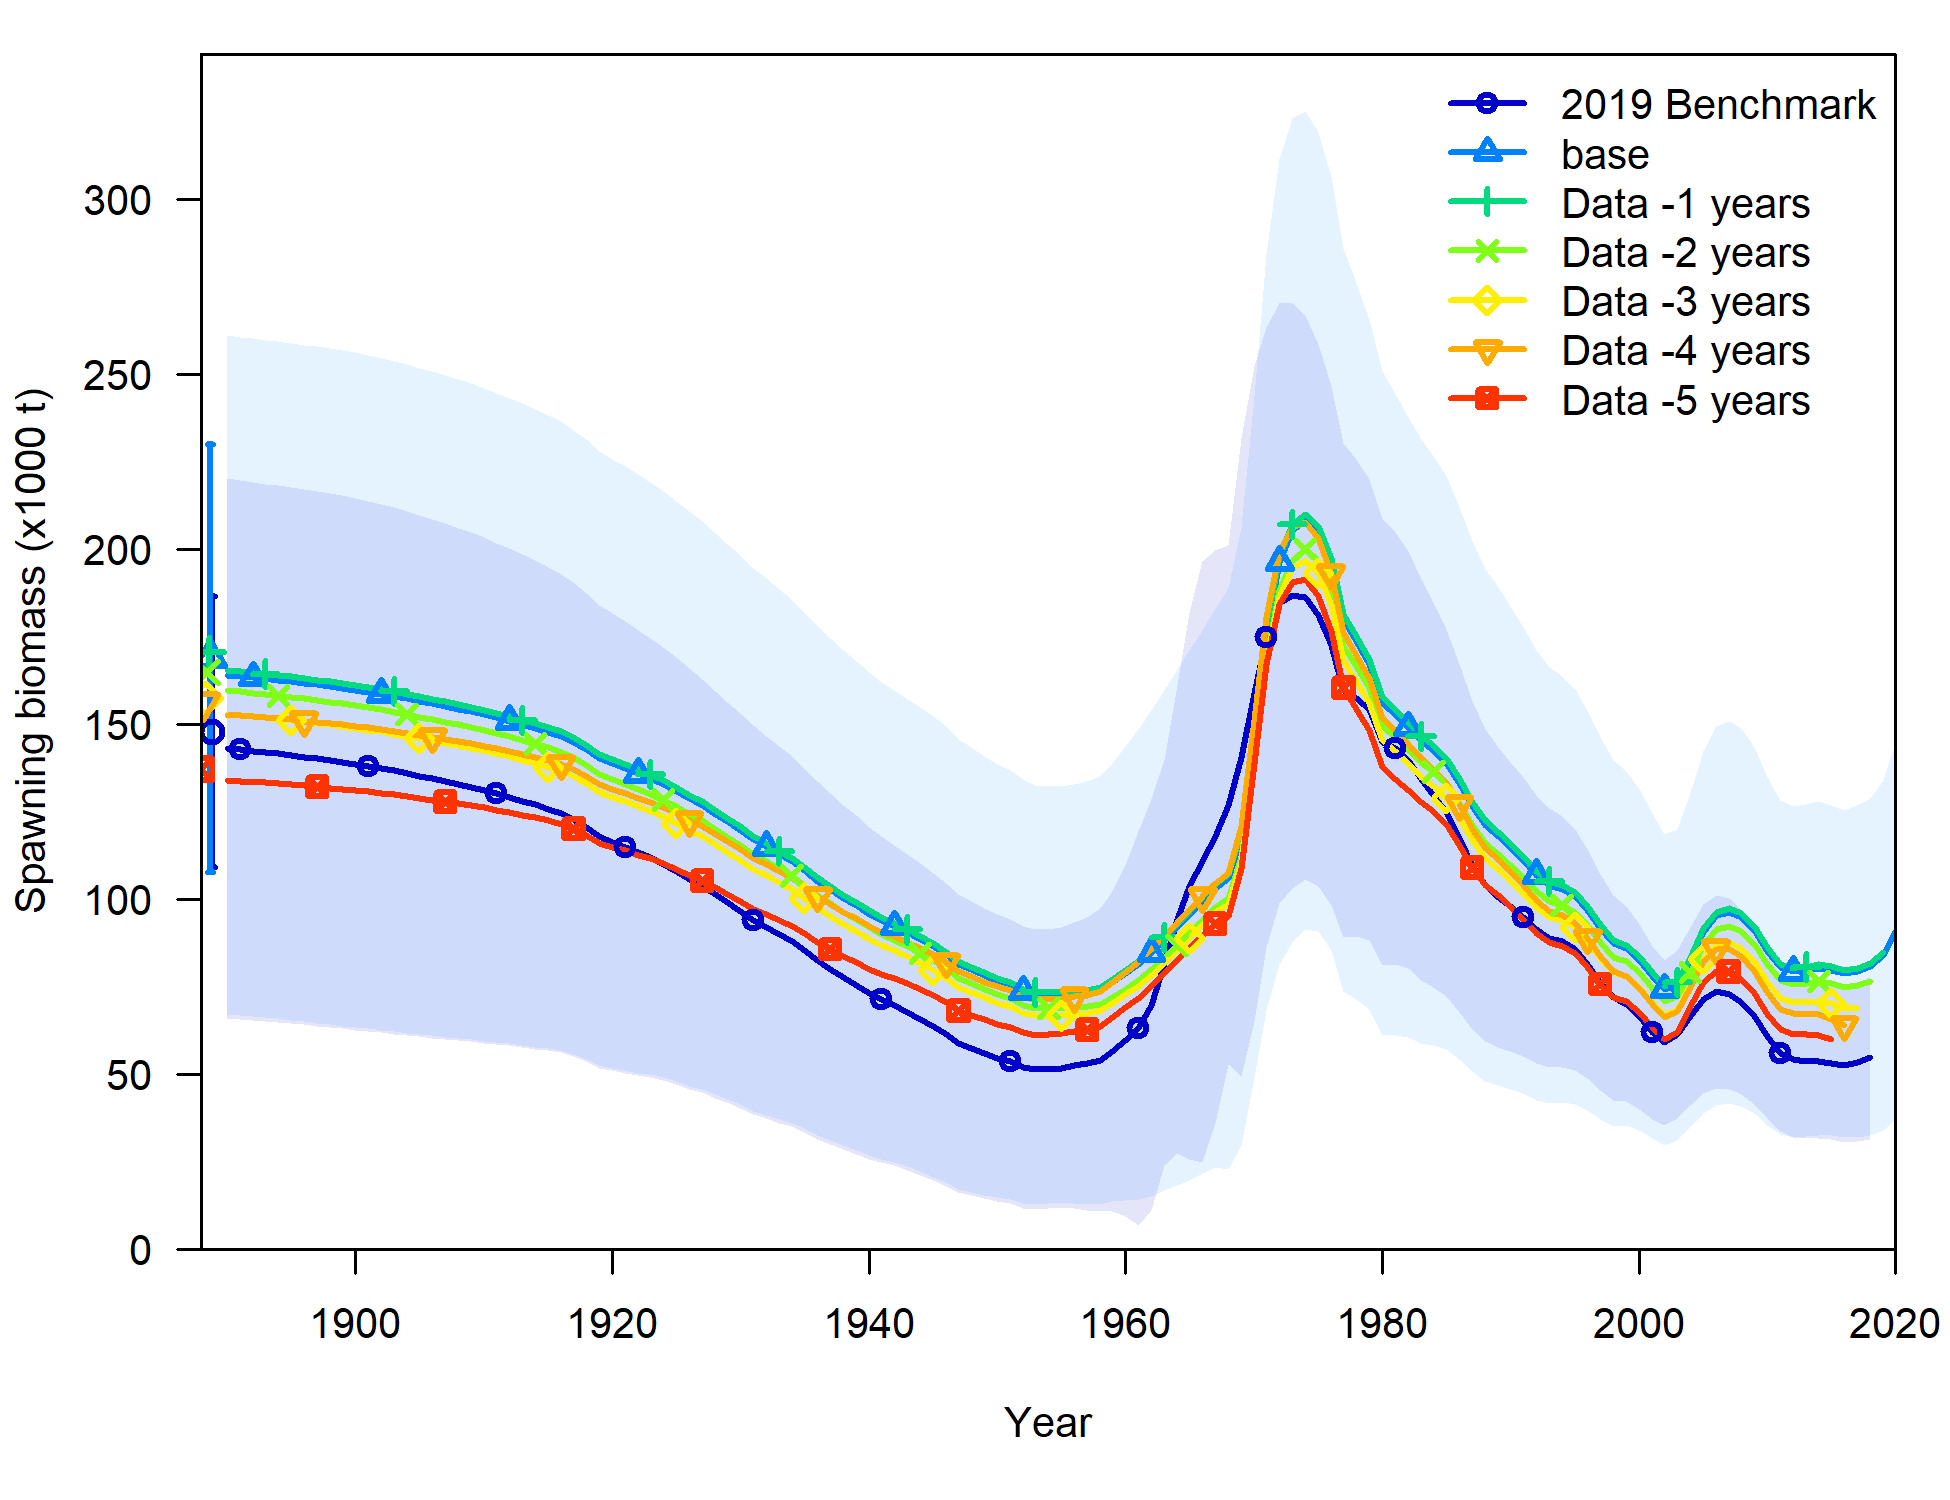 2019 Benchmark
base
Data -1 years
Data -2 years
Data -3 years
Data -4 years
Data -5 years
Spawning biomass (x1000 t)
300
250
200
150
100
50
0
1900 1920 1940 1960 1980 2000 2020
Year